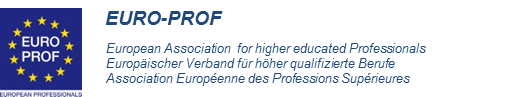 EURO
PROF
EUROPEAN PROFESSIONALS
EURO-PROF
European Association for higher educated Professionals
Europäischer Verband für höher qualifizierte Berufe
Association Européenne des Professions Supérieures